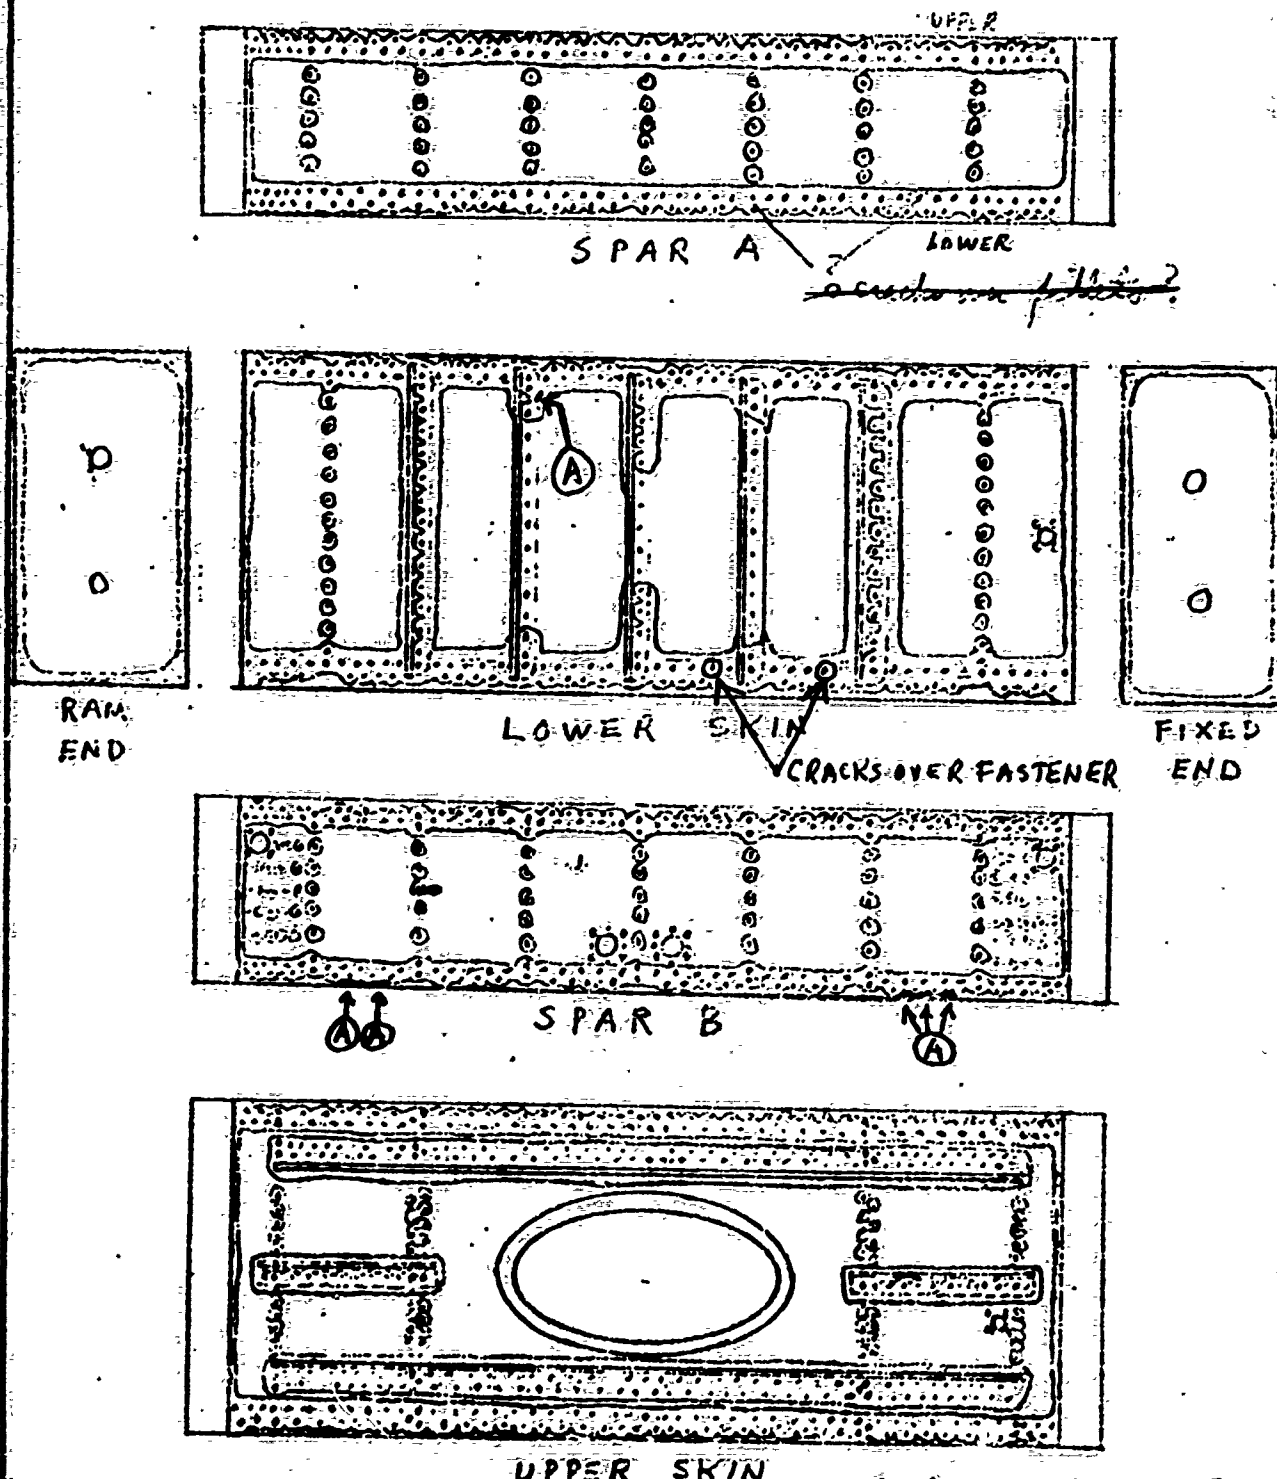 UPPER
SPAR A
LOWER
A
RAM
END
LOWER SKIN
CRACKS OVER FASTENER
FIXED
END
SPAR B
A A
A
UPPER SKIN